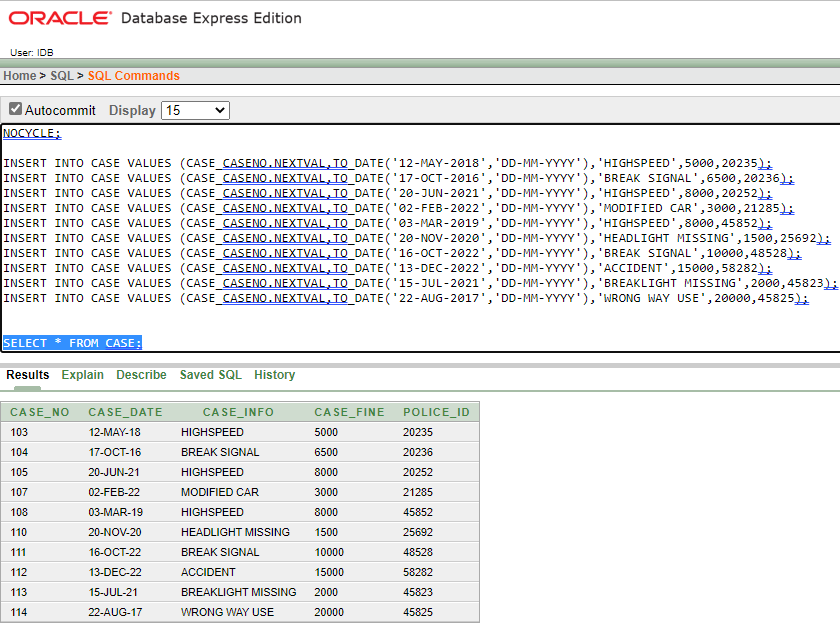 ORACLE® Database Express Edition
User: IDB
Home > SQL > SQL Commands
Autocommit Display 15
NOCYCLE;
INSERT INTO CASE VALUES (CASE_CASENO.NEXTVAL,TO_DATE('12-MAY-2018','DD-MM-YYYY'),'HIGHSPEED',5000,20235);
INSERT INTO CASE VALUES (CASE_CASENO.NEXTVAL,TO_DATE('17-OCT-2016','DD-MM-YYYY'),'BREAK SIGNAL',6500,20236);
INSERT INTO CASE VALUES (CASE_CASENO.NEXTVAL,TO_DATE('20-JUN-2021','DD-MM-YYYY'),'HIGHSPEED',8000,20252);
INSERT INTO CASE VALUES (CASE_CASENO.NEXTVAL,TO_DATE('02-FEB-2022','DD-MM-YYYY'),'MODIFIED CAR',3000,21285);
INSERT INTO CASE VALUES (CASE_CASENO.NEXTVAL,TO_DATE('03-MAR-2019','DD-MM-YYYY'),'HIGHSPEED',8000,45852);
INSERT INTO CASE VALUES (CASE_CASENO.NEXTVAL,TO_DATE('20-NOV-2020','DD-MM-YYYY'),'HEADLIGHT MISSING',1500,25692);
INSERT INTO CASE VALUES (CASE_CASENO.NEXTVAL,TO_DATE('16-OCT-2022','DD-MM-YYYY'),'BREAK SIGNAL',10000,48528);
INSERT INTO CASE VALUES (CASE_CASENO.NEXTVAL,TO_DATE('13-DEC-2022','DD-MM-YYYY'),'ACCIDENT',15000,58282);
INSERT INTO CASE VALUES (CASE_CASENO.NEXTVAL,TO_DATE('15-JUL-2021','DD-MM-YYYY'),'BREAKLIGHT MISSING',2000,45823);
INSERT INTO CASE VALUES (CASE_CASENO.NEXTVAL,TO_DATE('22-AUG-2017','DD-MM-YYYY'),'WRONG WAY USE',20000,45825);
SELECT * FROM CASE;
Results Explain Describe Saved SQL History
CASE_NO CASE_DATE CASE_INFO CASE_FINE POLICE_ID
103 12-MAY-18 HIGHSPEED 5000 20235
104 17-OCT-16 BREAK SIGNAL 6500 20236
105 20-JUN-21 HIGHSPEED 8000 20252
107 02-FEB-22 MODIFIED CAR 3000 21285
108 03-MAR-19 HIGHSPEED 8000 45852
110 20-NOV-20 HEADLIGHT MISSING 1500 25692
111 16-OCT-22 BREAK SIGNAL 10000 48528
112 13-DEC-22 ACCIDENT 15000 58282
113 15-JUL-21 BREAKLIGHT MISSING 2000 45823
114 22-AUG-17 WRONG WAY USE 20000 45825